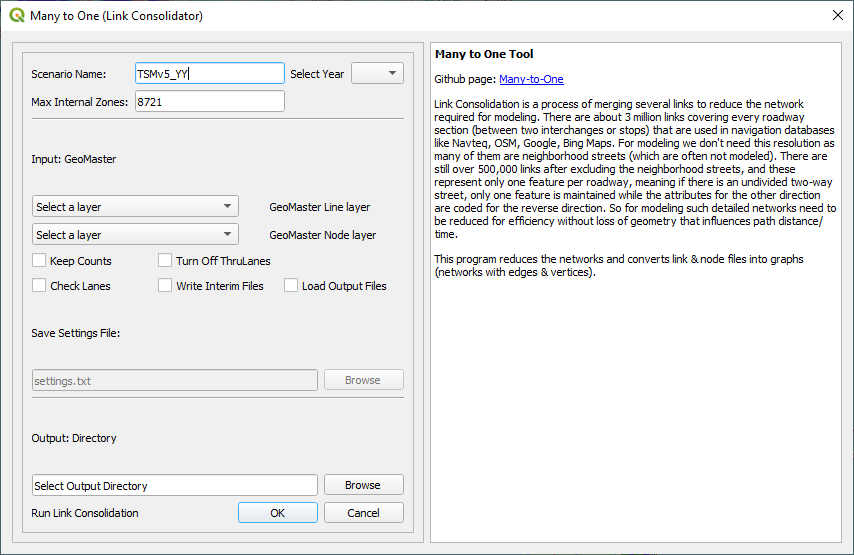 Many to One (Link Consolidator)
Scenario Name: TSMv5_YY Select Year
Max Internal Zones: 8721
Input: GeoMaster
Select a layer GeoMaster Line layer
Select a layer GeoMaster Node layer
Keep Counts Turn Off ThruLanes
Check Lanes Write Interim Files Load Output Files
Save Settings File:
settings.txt Browse
Output: Directory
Select Output Directory Browse
Run Link Consolidation OK Cancel
Many to One Tool
Github page: Many-to-One
Link Consolidation is a process of merging several links to reduce the network
required for modeling. There are about 3 million links covering every roadway
section (between two interchanges or stops) that are used in navigation databases
like Navteq, OSM, Google, Bing Maps. For modeling we don't need this resolution as
many of them are neighborhood streets (which are often not modeled). There are
still over 500,000 links after excluding the neighborhood streets, and these
represent only one feature per roadway, meaning if there is an undivided two-way
street, only one feature is maintained while the attributes for the other direction
are coded for the reverse direction. So for modeling such detailed networks need to
be reduced for efficiency without loss of geometry that influences path distance/
time.
This program reduces the networks and converts link & node files into graphs
(networks with edges & vertices).